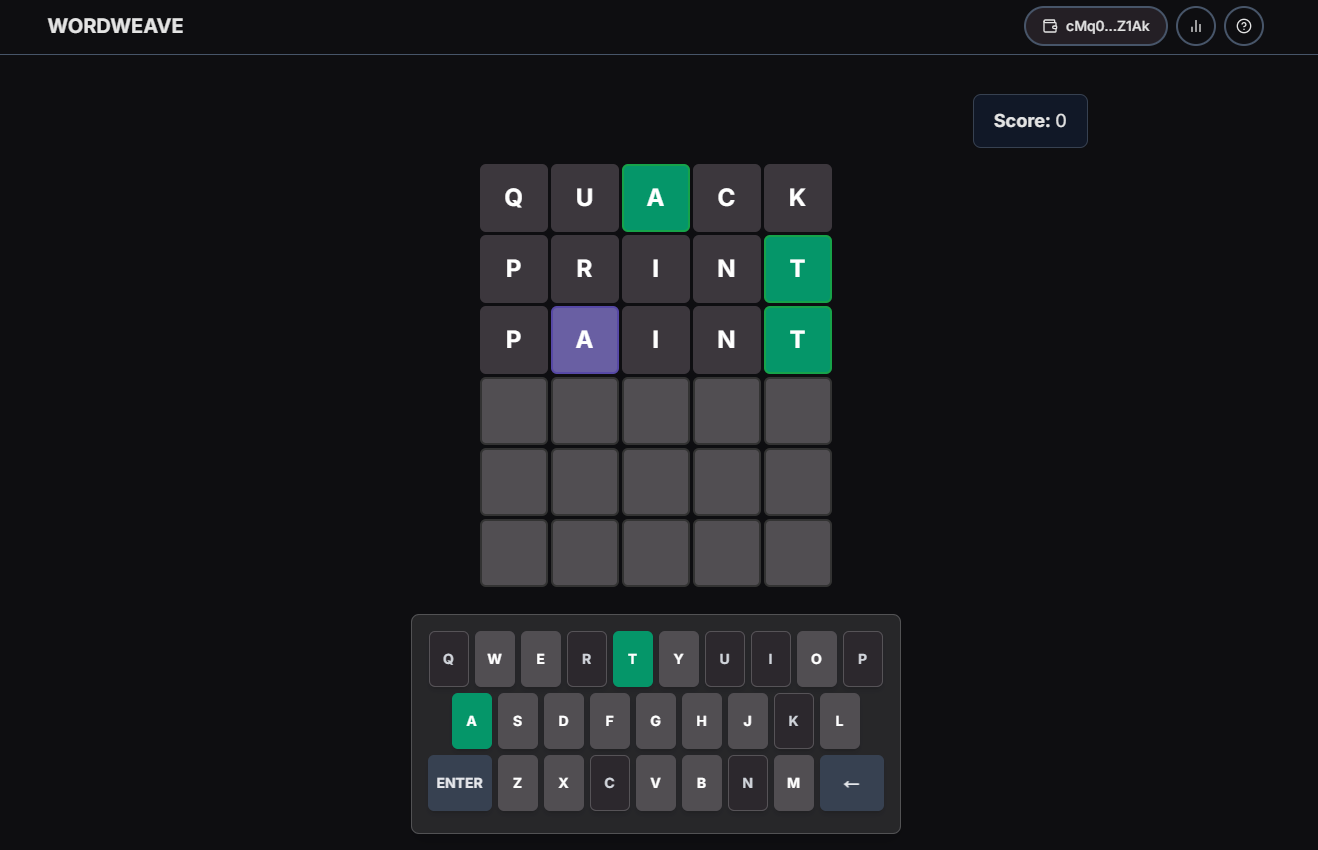 WORDWEAVE
cMq0...Z1Ak
Score: 0
Q U A C K
P R I N T
P A I N T
Q W E R T Y U I O P
A S D F G H J K L
ENTER Z X C V B N M ←